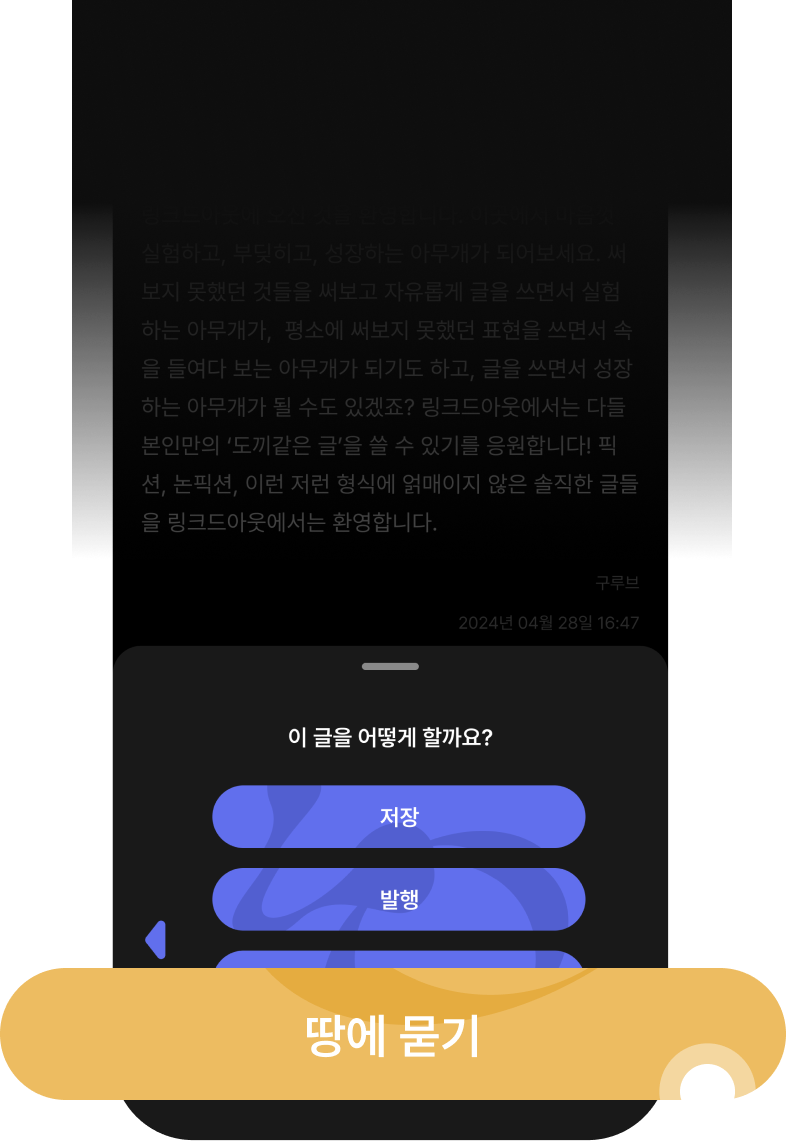 실험하고, 부딪히고, 성장하는 아무개가 되어보세요. 써
보지 못했던 것들을 써보고 자유롭게 글을 쓰면서 실험
하는 아무개가, 평소에 써보지 못했던 표현을 쓰면서 속
을 들여다 보는 아무개가 되기도 하고, 글을 쓰면서 성장
하는 아무개가 될 수도 있겠죠? 링크드아웃에서는 다들
본인만의 ‘도끼같은 글’을 쓸 수 있기를 응원합니다! 픽
션, 논픽션, 이런 저런 형식에 얽매이지 않은 솔직한 글들
을 링크드아웃에서는 환영합니다.
구루브
2024년 04월 28일 16:47
이 글을 어떻게 할까요?
저장
발행
땅에 묻기